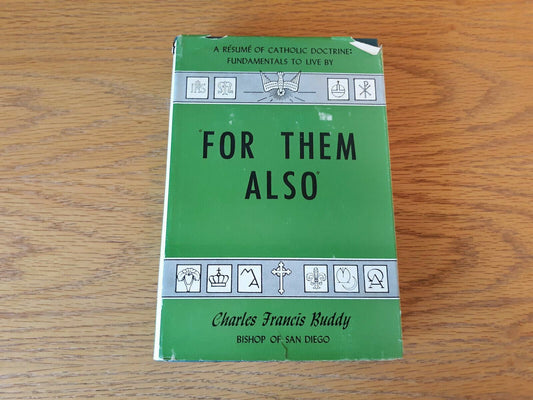 A RÉSUMÉ OF CATHOLIC DOCTRINE:
FUNDAMENTALS TO LIVE BY
"FOR THEM
ALSO"
Charles Francis Buddy
BISHOP OF SAN DIEGO